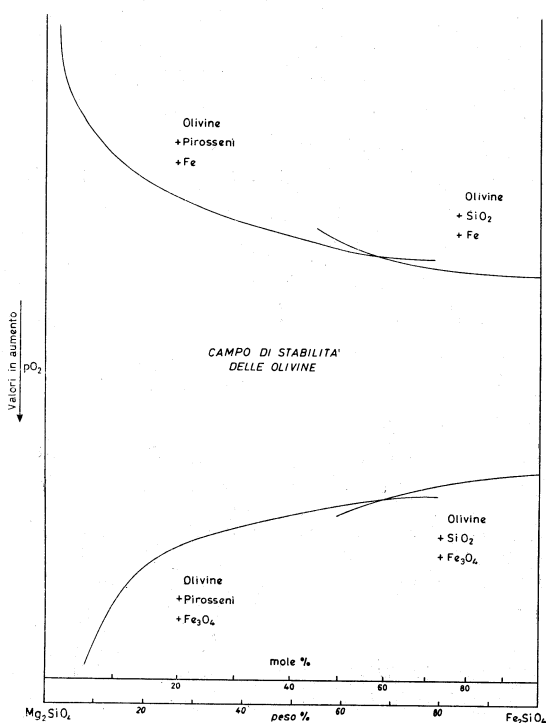 Olivine
+Pirosseni
+Fe
Olivine
+ SiO2
+ Fe
Valori in aumento
pO2
CAMPO DI STABILITA'
DELLE OLIVINE
Olivine
+ SiO2
+ Fe3O4
Olivine
+Pirosseni
+Fe3O4
mole %
20 40 60 80
Mg2SiO4 20 40 peso % 60 80 Fe2SiO4